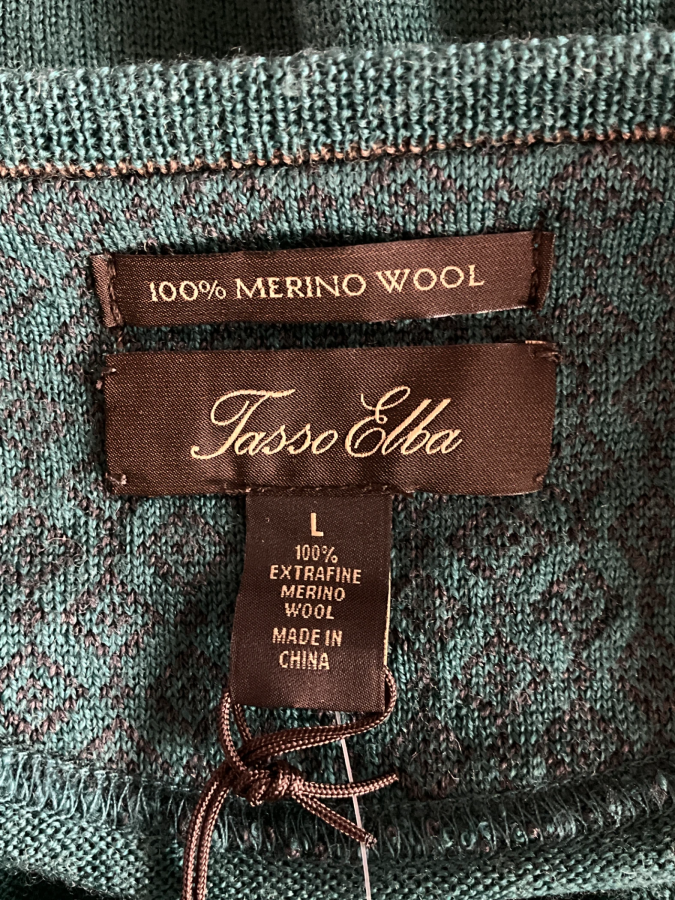 100% MERINO WOOL
Tasso Elba
L
100%
EXTRAFINE
MERINO
WOOL
MADE IN
CHINA